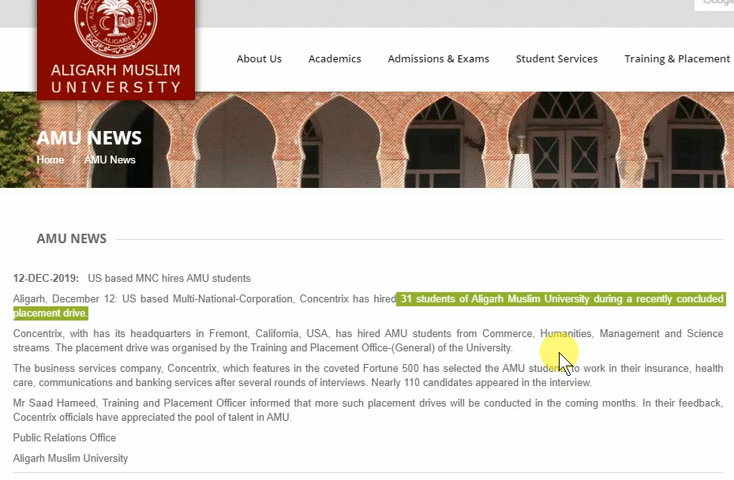 Google
ALIGARH MUSLIM
UNIVERSITY
About Us
Academics
Admissions & Exams
Student Services
Training & Placement
AMU NEWS
Home / AMU News
AMU NEWS
12-DEC-2019: US based MNC hires AMU students
Aligarh, December 12: US based Multi-National-Corporation, Concentrix has hired 31 students of Aligarh Muslim University during a recently concluded
placement drive.
Concentrix, with has its headquarters in Fremont, California, USA, has hired AMU students from Commerce, Humanities, Management and Science
streams. The placement drive was organised by the Training and Placement Office-(General) of the University.
The business services company, Concentrix, which features in the coveted Fortune 500 has selected the AMU students to work in their insurance, health
care, communications and banking services after several rounds of interviews. Nearly 110 candidates appeared in the interview.
Mr Saad Hameed, Training and Placement Officer informed that more such placement drives will be conducted in the coming months. In their feedback,
Cocentrix officials have appreciated the pool of talent in AMU.
Public Relations Office
Aligarh Muslim University